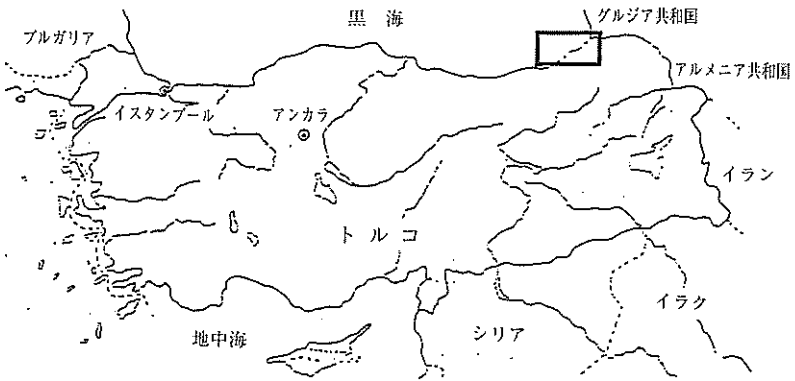 黒海
グルジア共和国
ブルガリア
アルメニア共和国
イスタンブール
アンカラ
イラン
トルコ
イラク
地中海
シリア